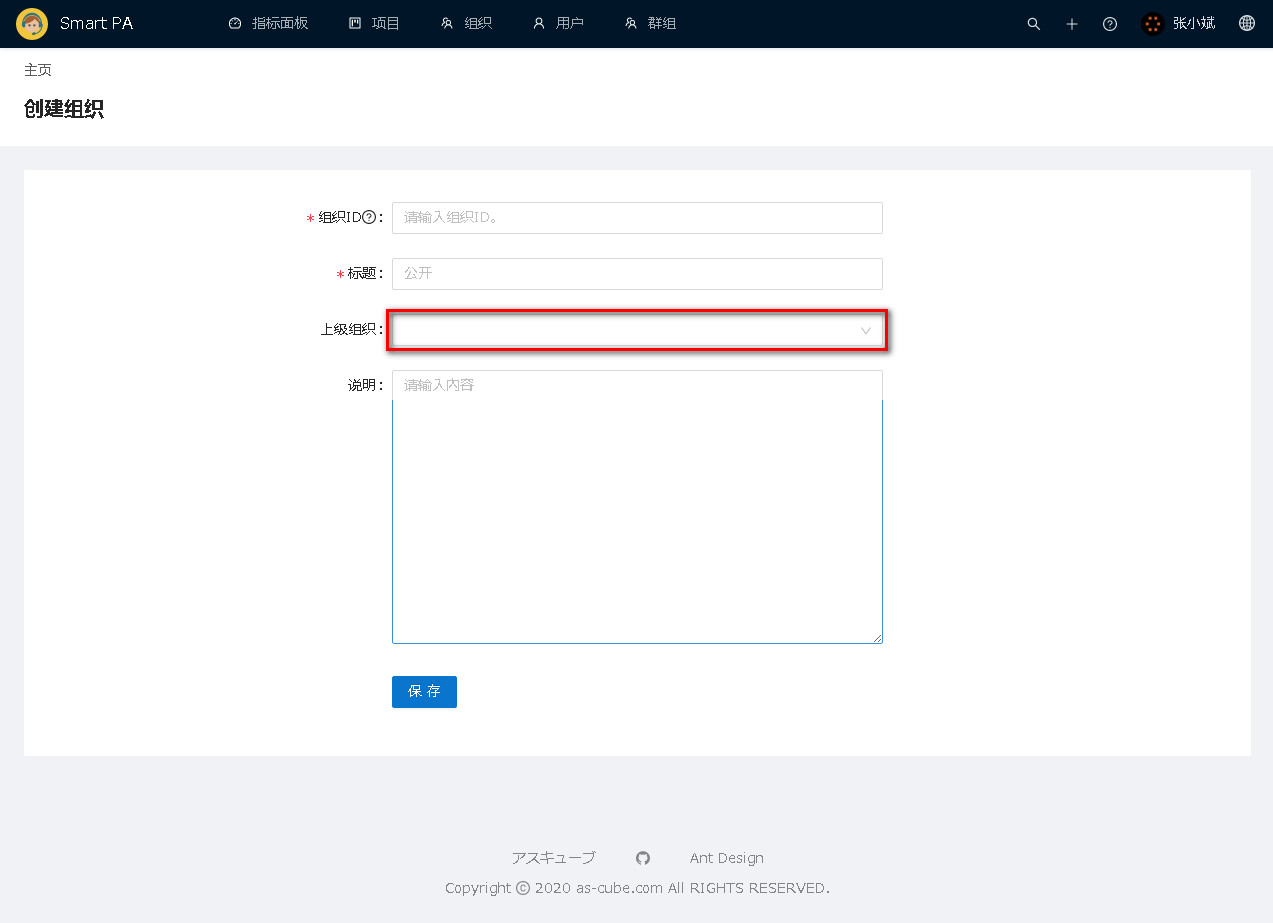 Smart PA 指标面板 项目 组织 用户 群组 张小斌
主页
创建组织
* 组织ID:
请输入组织ID。
* 标题:
公开
上级组织:
说明:
请输入内容
保 存
アスキューブ Ant Design
Copyright © 2020 as-cube.com All RIGHTS RESERVED.